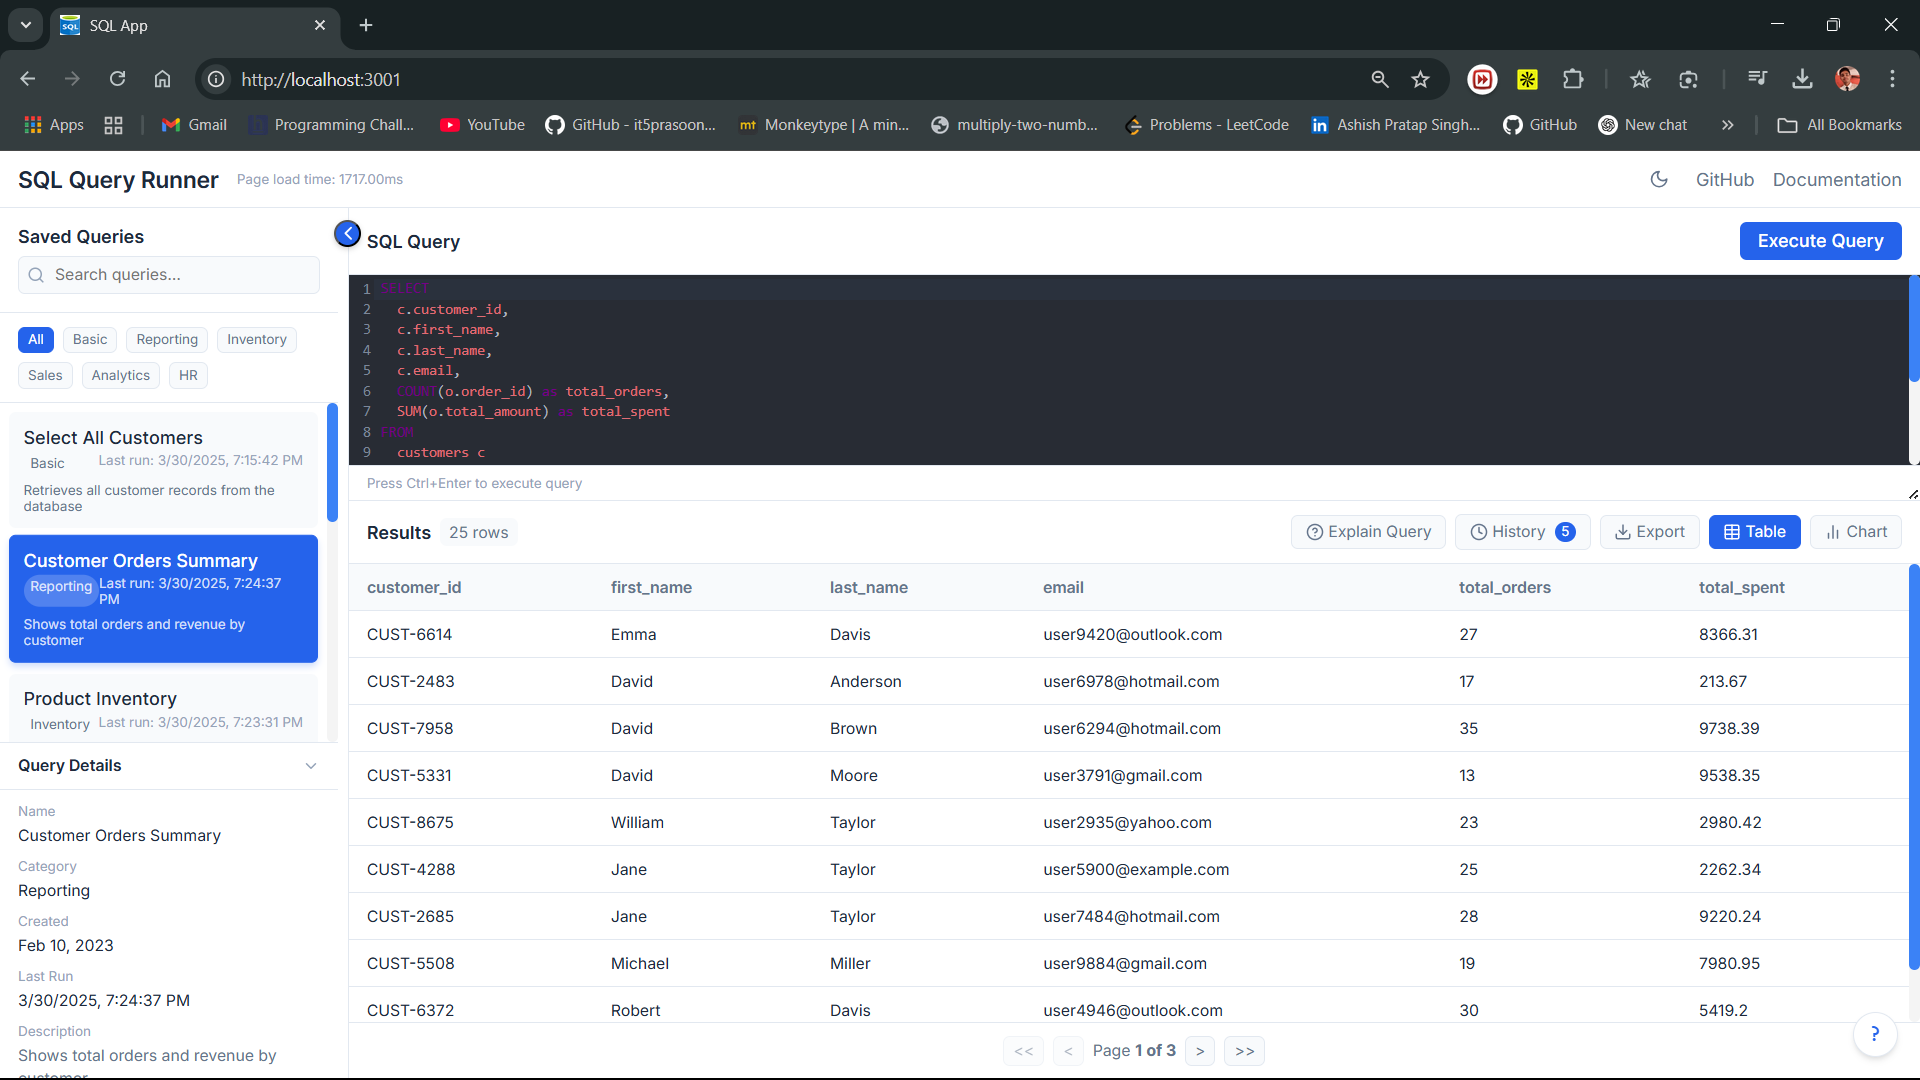 SQL App
http://localhost:3001
Apps
Gmail
Programming Chall...
YouTube
GitHub - it5prasoon...
mt Monkeytype | A min...
multiply-two-numb...
Problems - LeetCode
in Ashish Pratap Singh...
GitHub
New chat
All Bookmarks
SQL Query Runner
Page load time: 1717.00ms
GitHub
Documentation
Saved Queries
Search queries...
All
Basic
Reporting
Inventory
Sales
Analytics
HR
Select All Customers
Basic
Last run: 3/30/2025, 7:15:42 PM
Retrieves all customer records from the
database
Customer Orders Summary
Reporting
Last run: 3/30/2025, 7:24:37
PM
Shows total orders and revenue by
customer
Product Inventory
Inventory
Last run: 3/30/2025, 7:23:31 PM
Query Details
Name
Customer Orders Summary
Category
Reporting
Created
Feb 10, 2023
Last Run
3/30/2025, 7:24:37 PM
Description
Shows total orders and revenue by
customer
SQL Query
Execute Query
1 SELECT
2 c.customer_id,
3 c.first_name,
4 c.last_name,
5 c.email,
6 COUNT(o.order_id) as total_orders,
7 SUM(o.total_amount) as total_spent
8 FROM
9 customers c
Press Ctrl+Enter to execute query
Results 25 rows
Explain Query
History 5
Export
Table
Chart
customer_id first_name last_name email total_orders total_spent
CUST-6614 Emma Davis user9420@outlook.com 27 8366.31
CUST-2483 David Anderson user6978@hotmail.com 17 213.67
CUST-7958 David Brown user6294@hotmail.com 35 9738.39
CUST-5331 David Moore user3791@gmail.com 13 9538.35
CUST-8675 William Taylor user2935@yahoo.com 23 2980.42
CUST-4288 Jane Taylor user5900@example.com 25 2262.34
CUST-2685 Jane Taylor user7484@hotmail.com 28 9220.24
CUST-5508 Michael Miller user9884@gmail.com 19 7980.95
CUST-6372 Robert Davis user4946@outlook.com 30 5419.2
<< < Page 1 of 3 > >>
?